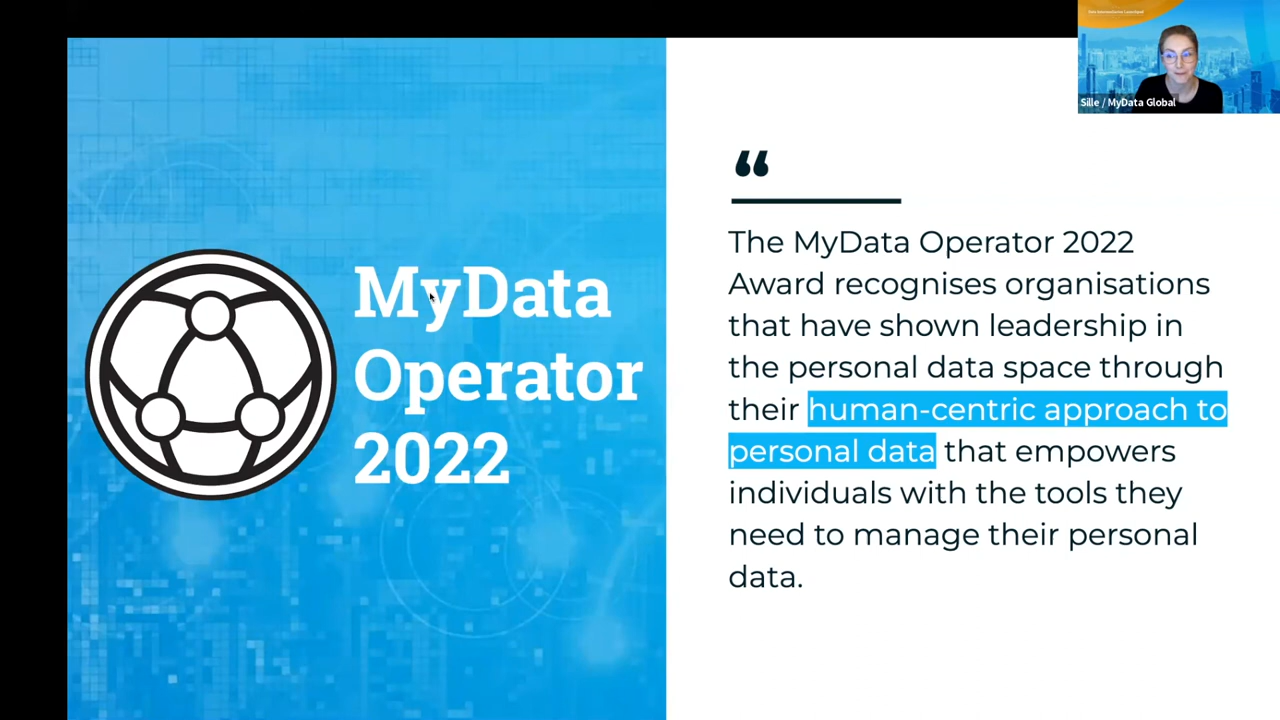 Sille / MyData Global
MyData
Operator
2022
“
The MyData Operator 2022
Award recognises organisations
that have shown leadership in
the personal data space through
their human-centric approach to
personal data that empowers
individuals with the tools they
need to manage their personal
data.